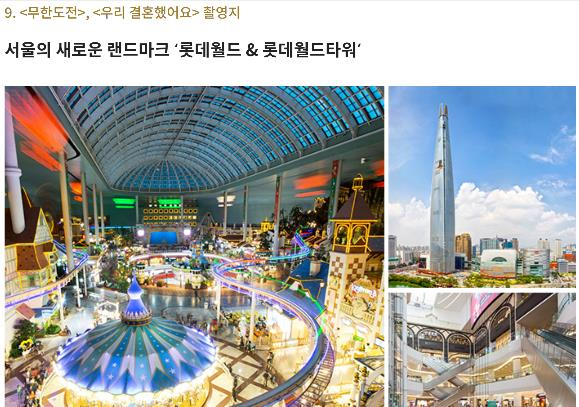 9. <무한도전>, <우리 결혼했어요> 촬영지
서울의 새로운 랜드마크 ‘롯데월드 & 롯데월드타워‘